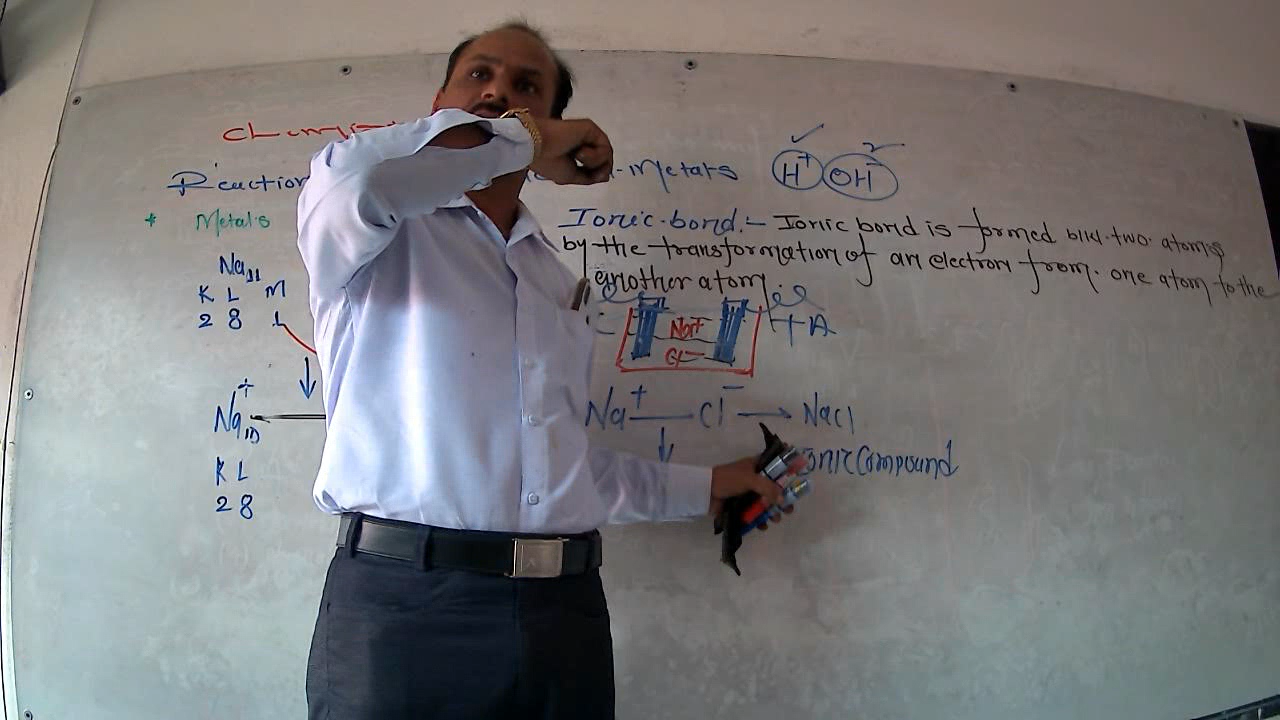 Reaction -Metals H+ OH-
* Metals
Ionic-bond:- Ionic bond is formed b/w two atoms
by the transformation of an electron from one atom to the
another atom.
Na11
K L M
2 8 1
C - Na+ + A
Cl-
Na+ Na+ Cl- → NaCl
10
Ionic Compound
K L
2 8